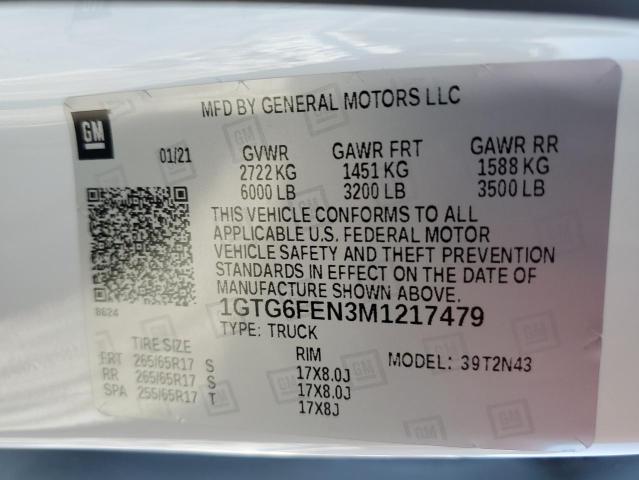 MFD BY GENERAL MOTORS LLC
GM
01/21 GVWR GAWR FRT GAWR RR
2722 KG 1451 KG 1588 KG
6000 LB 3200 LB 3500 LB
THIS VEHICLE CONFORMS TO ALL
APPLICABLE U.S. FEDERAL MOTOR
VEHICLE SAFETY AND THEFT PREVENTION
STANDARDS IN EFFECT ON THE DATE OF
MANUFACTURE SHOWN ABOVE.
8624
1GTG6FEN3M1217479
TYPE: TRUCK
TIRE SIZE RIM MODEL: 39T2N43
FRT 265/65R17 S 17X8.0J
RR 265/65R17 S 17X8.0J
SPA 255/65R17 T 17X8J